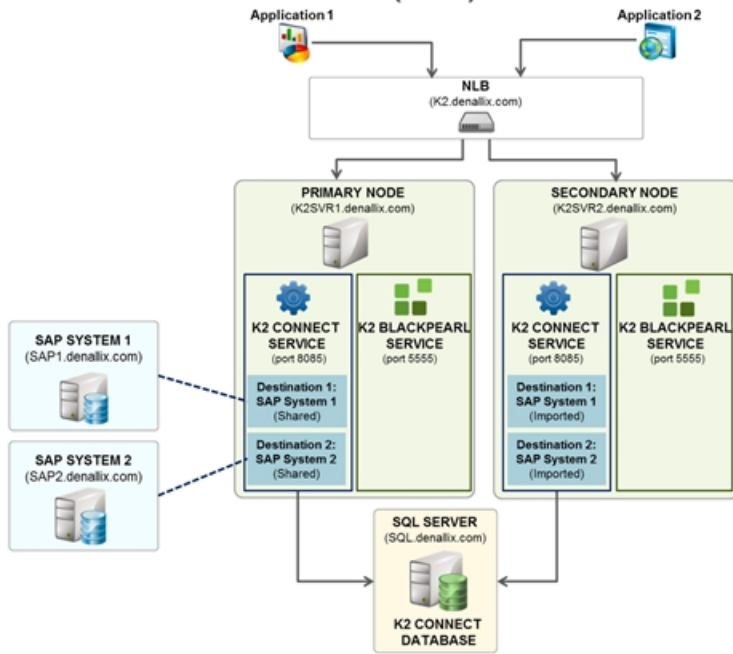 Application 1
Application 2
NLB
(K2.denallix.com)
PRIMARY NODE
(K2SVR1.denallix.com)
SECONDARY NODE
(K2SVR2.denallix.com)
K2 CONNECT
SERVICE
(port 8085)
K2 BLACKPEARL
SERVICE
(port 5555)
K2 CONNECT
SERVICE
(port 8085)
K2 BLACKPEARL
SERVICE
(port 5555)
SAP SYSTEM 1
(SAP1.denallix.com)
Destination 1:
SAP System 1
(Shared)
Destination 1:
SAP System 1
(Imported)
SAP SYSTEM 2
(SAP2.denallix.com)
Destination 2:
SAP System 2
(Shared)
Destination 2:
SAP System 2
(Imported)
SQL SERVER
(SQL.denallix.com)
K2 CONNECT
DATABASE